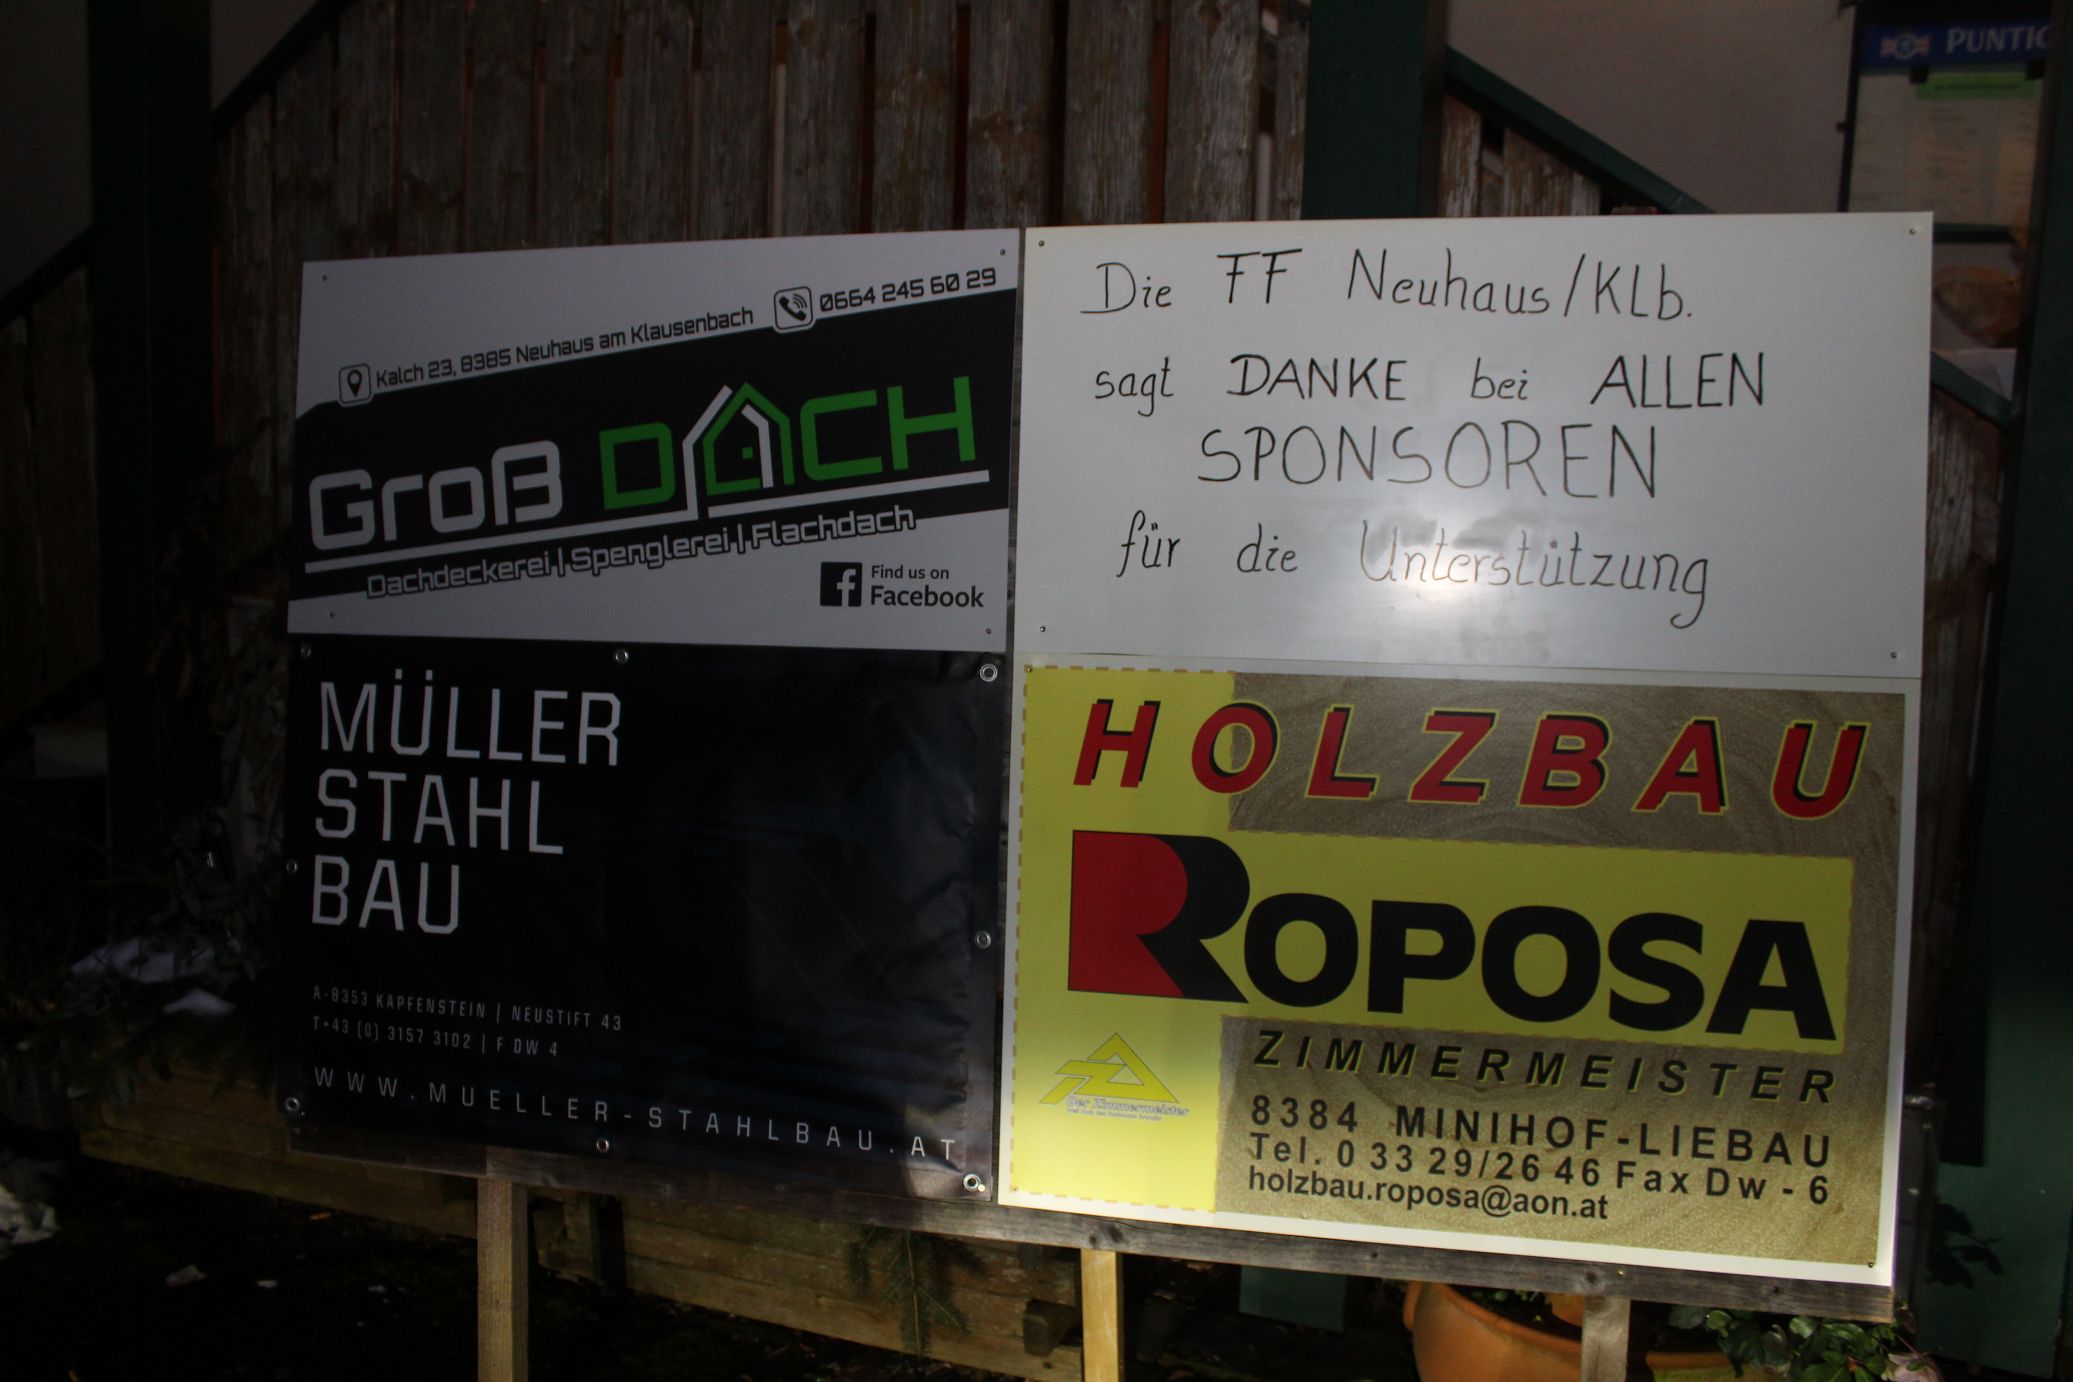 PUNTIG
Kalch 23, 8385 Neuhaus am Klausenbach
0664 245 60 29
Groß DACH
Dachdeckerei | Spenglerei | Flachdach
Find us on
Facebook
Die FF Neuhaus/KLb.
sagt DANKE bei ALLEN
SPONSOREN
für die Unterstützung
MÜLLER
STAHL
BAU
A-8353 KAPFENSTEIN | NEUSTIFT 43
T+43 (0) 3157 3102 | F DW 4
WWW.MUELLER-STAHLBAU.AT
HOLZBAU
ROPOSA
ZIMMERMEISTER
Der Zimmermeister
8384 MINIHOF-LIEBAU
Tel. 0 33 29/26 46 Fax Dw - 6
holzbau.roposa@aon.at